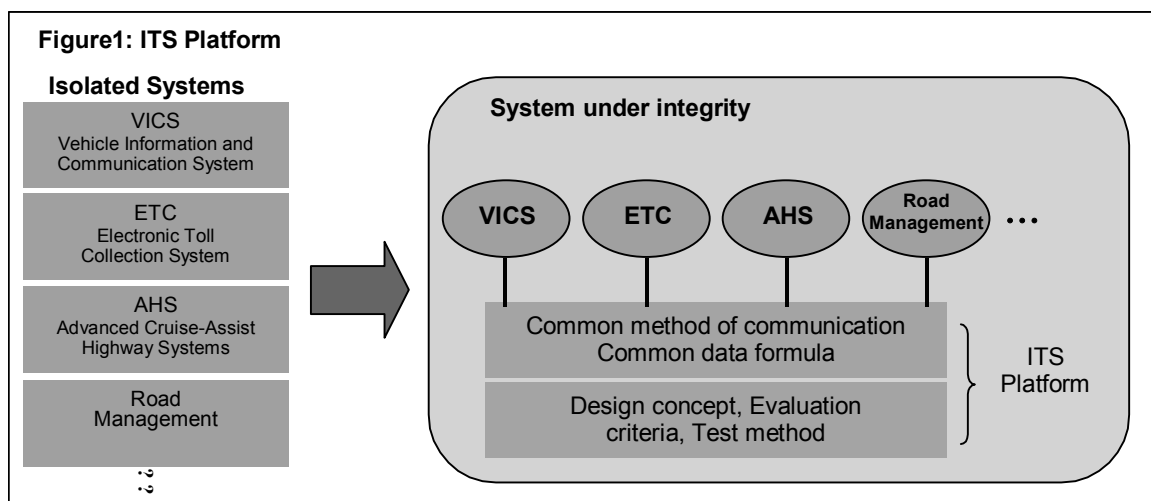 Figure1: ITS Platform
Isolated Systems
VICS
Vehicle Information and
Communication System
ETC
Electronic Toll
Collection System
AHS
Advanced Cruise-Assist
Highway Systems
Road
Management
?
?
System under integrity
VICS
ETC
AHS
Road
Management
...
Common method of communication
Common data formula
Design concept, Evaluation
criteria, Test method
ITS
Platform